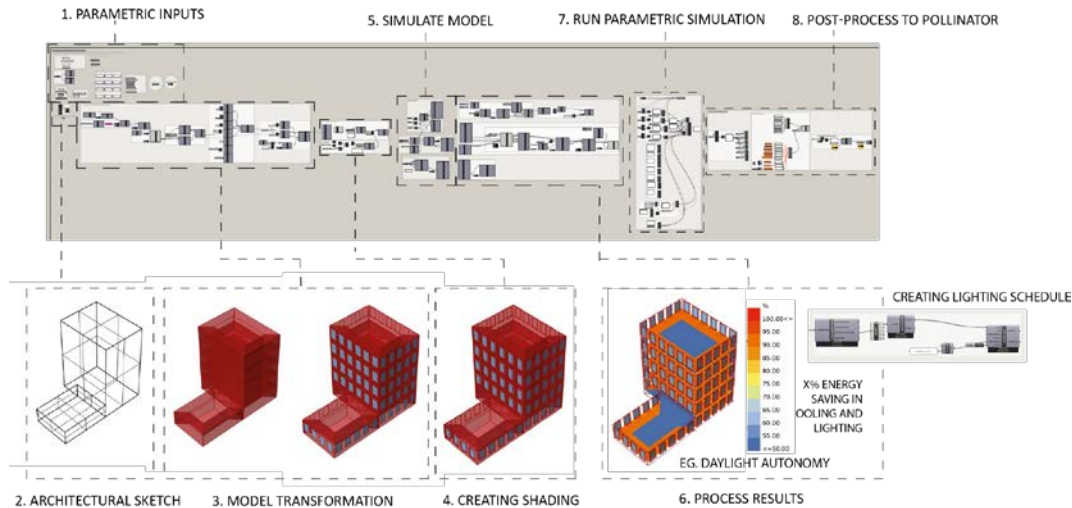 1. PARAMETRIC INPUTS
5. SIMULATE MODEL
7. RUN PARAMETRIC SIMULATION
8. POST-PROCESS TO POLLINATOR
CREATING LIGHTING SCHEDULE
%
100.00<=
95.00
90.00
85.00
80.00
75.00
70.00
65.00
60.00
55.00
<=50.00
X% ENERGY
SAVING IN
OOLING AND
LIGHTING
EG. DAYLIGHT AUTONOMY
2. ARCHITECTURAL SKETCH
3. MODEL TRANSFORMATION
4. CREATING SHADING
6. PROCESS RESULTS